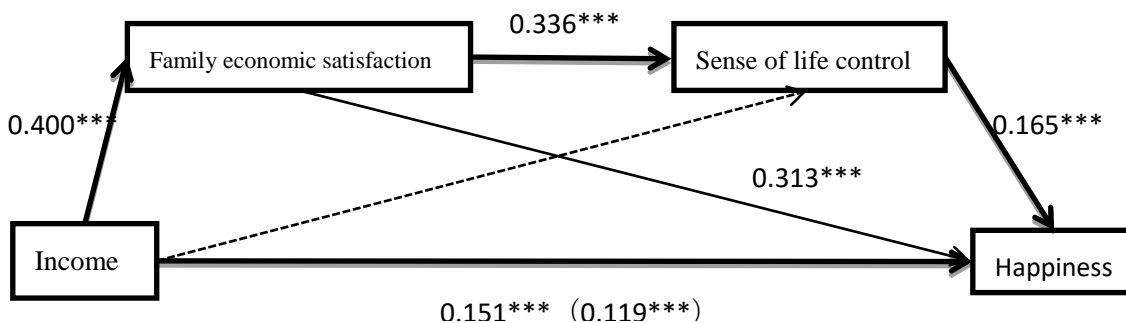 0.336***
Family economic satisfaction
Sense of life control
0.400***
0.165***
0.313***
Income
Happiness
0.151***（0.119***）